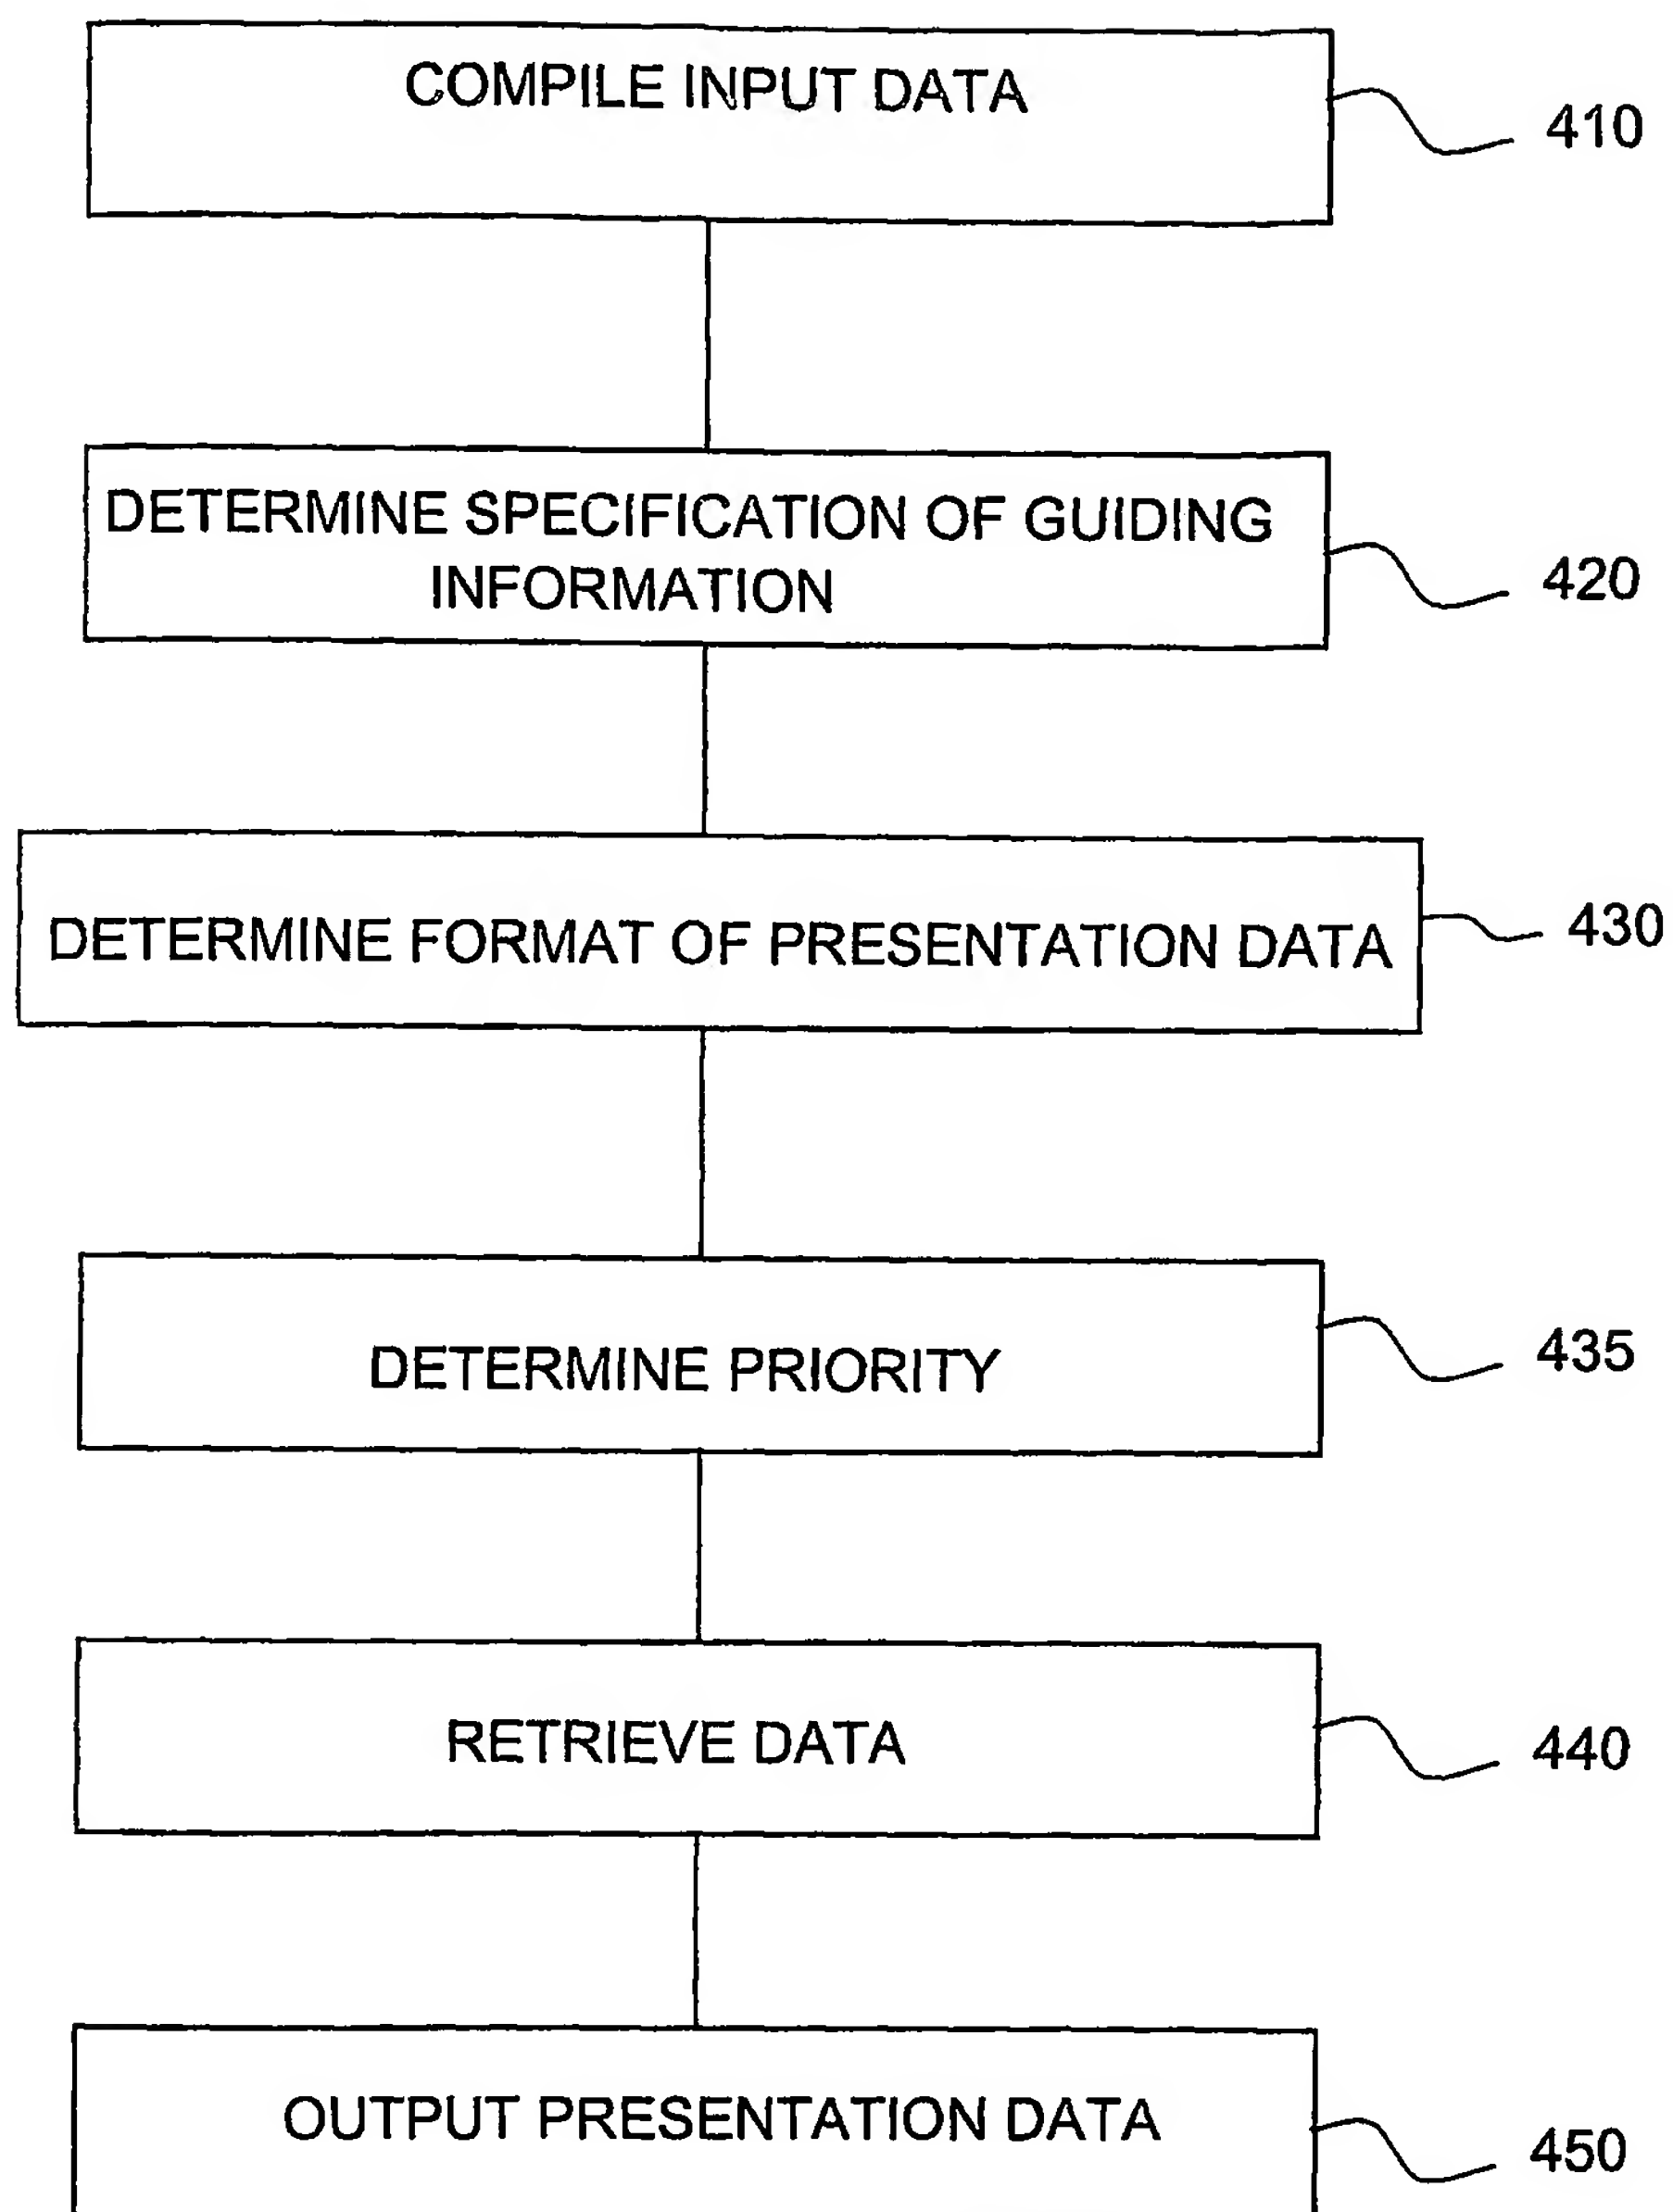 COMPILE INPUT DATA
410
DETERMINE SPECIFICATION OF GUIDING
INFORMATION
420
DETERMINE FORMAT OF PRESENTATION DATA
430
DETERMINE PRIORITY
435
RETRIEVE DATA
440
OUTPUT PRESENTATION DATA
450